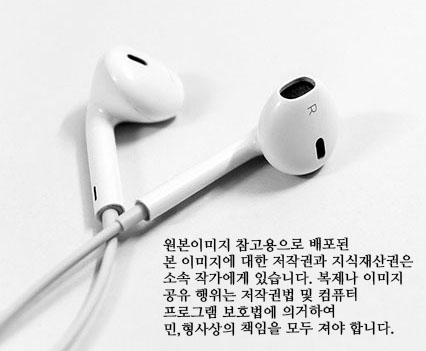 R
원본이미지 참고용으로 배포된
본 이미지에 대한 저작권과 지식재산권은
소속 작가에게 있습니다. 복제나 이미지
공유 행위는 저작권법 및 컴퓨터
프로그램 보호법에 의거하여
민,형사상의 책임을 모두 져야 합니다.